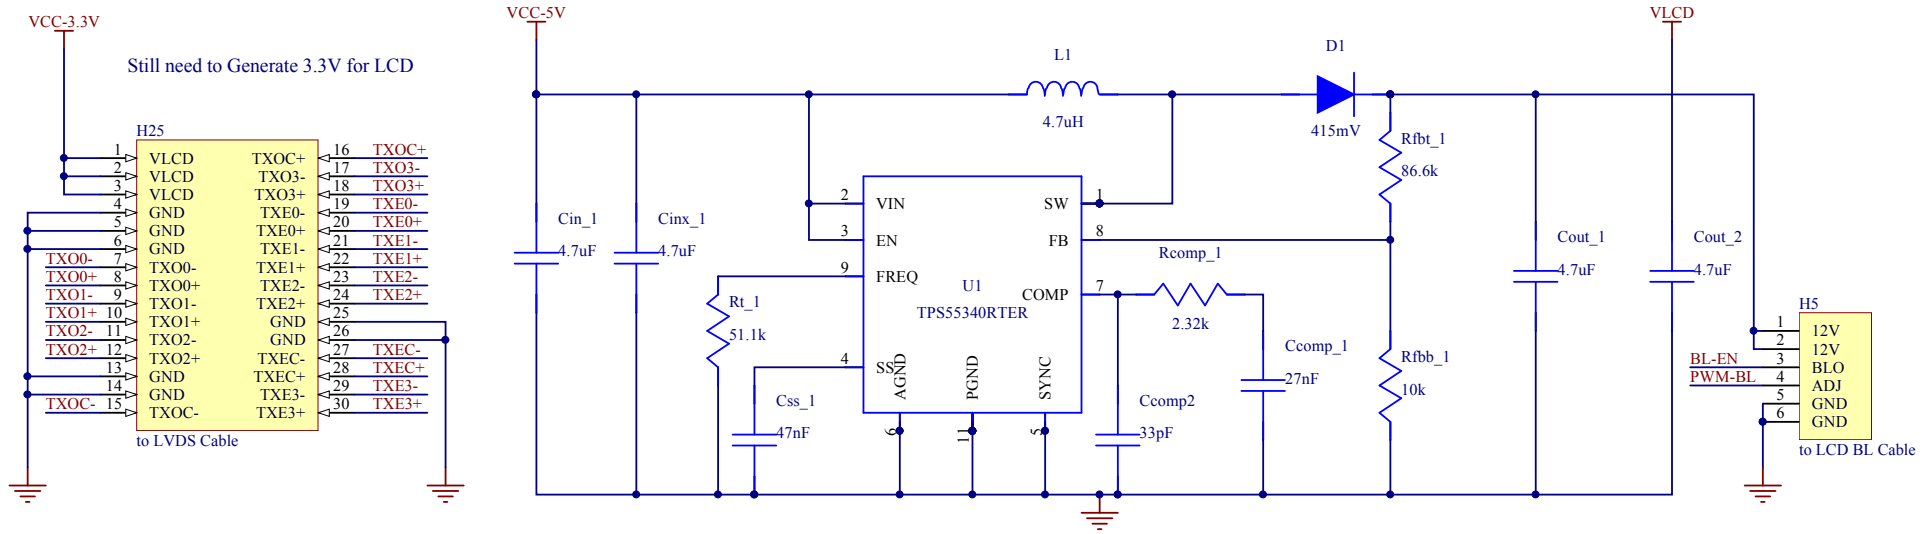 VCC-3.3V
Still need to Generate 3.3V for LCD
H25
1 VLCD TXOC+ 16 TXOC+
2 VLCD TXO3- 17 TXO3-
3 VLCD TXO3+ 18 TXO3+
4 GND TXE0- 19 TXE0-
5 GND TXE0+ 20 TXE0+
6 GND TXE1- 21 TXE1-
TXO0- 7 TXO0- TXE1+ 22 TXE1+
TXO0+ 8 TXO0+ TXE2- 23 TXE2-
TXO1- 9 TXO1- TXE2+ 24 TXE2+
TXO1+ 10 TXO1+ GND 25
TXO2- 11 TXO2- GND 26
TXO2+ 12 TXO2+ TXEC- 27 TXEC-
13 GND TXEC+ 28 TXEC+
14 GND TXE3- 29 TXE3-
TXOC- 15 TXOC- TXE3+ 30 TXE3+
to LVDS Cable
VCC-5V
VLCD
L1
4.7uH
D1
415mV
Rfbt_1
86.6k
Cin_1
4.7uF
Cinx_1
4.7uF
2 VIN
3 EN
9 FREQ
4 SS
SW 1
FB 8
COMP 7
U1
TPS55340RTER
AGND 6
PGND 11
SYNC 5
Rt_1
51.1k
Css_1
47nF
Rcomp_1
2.32k
Ccomp_1
27nF
Ccomp2
33pF
Rfbb_1
10k
Cout_1
4.7uF
Cout_2
4.7uF
H5
1 12V
2 12V
BL-EN 3 BLO
PWM-BL 4 ADJ
5 GND
6 GND
to LCD BL Cable